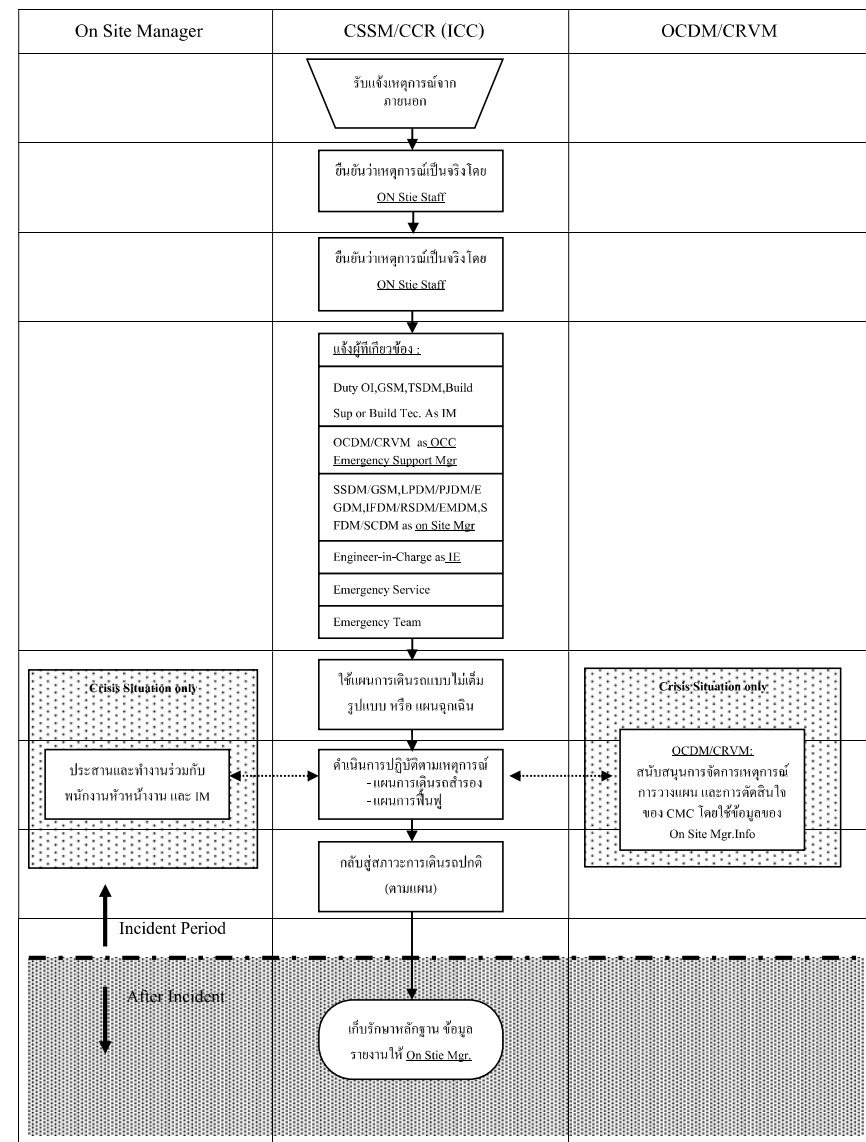 On Site Manager
CSSM/CCR (ICC)
OCDM/CRVM
รับแจ้งเหตุการณ์จาก
ภายนอก
ยืนยันว่าเหตุการณ์เป็นจริงโดย
ON Stie Staff
ยืนยันว่าเหตุการณ์เป็นจริงโดย
ON Stie Staff
แจ้งผู้ที่เกี่ยวข้อง :
Duty OI,GSM,TSDM,Build
Sup or Build Tec. As IM
OCDM/CRVM as OCC
Emergency Support Mgr
SSDM/GSM,LPDM/PJDM/E
GDM,IFDM/RSDM/EMDM,S
FDM/SCDM as on Site Mgr
Engineer-in-Charge as IE
Emergency Service
Emergency Team
ใช้แผนการเดินรถแบบไม่เต็ม
รูปแบบ หรือ แผนฉุกเฉิน
Crisis Situation only
ประสานและทำงานร่วมกับ
พนักงานหัวหน้างาน และ IM
ดำเนินการปฏิบัติตามเหตุการณ์
-แผนการเดินรถสำรอง
-แผนการฟื้นฟู
Crisis Situation only
OCDM/CRVM:
สนับสนุนการจัดการเหตุการณ์
การวางแผน และการตัดสินใจ
ของ CMC โดยใช้ข้อมูลของ
On Site Mgr.Info
กลับสู่สภาวะการเดินรถปกติ
(ตามแผน)
Incident Period
After Incident
เก็บรักษาหลักฐาน ข้อมูล
รายงานให้ On Stie Mgr.